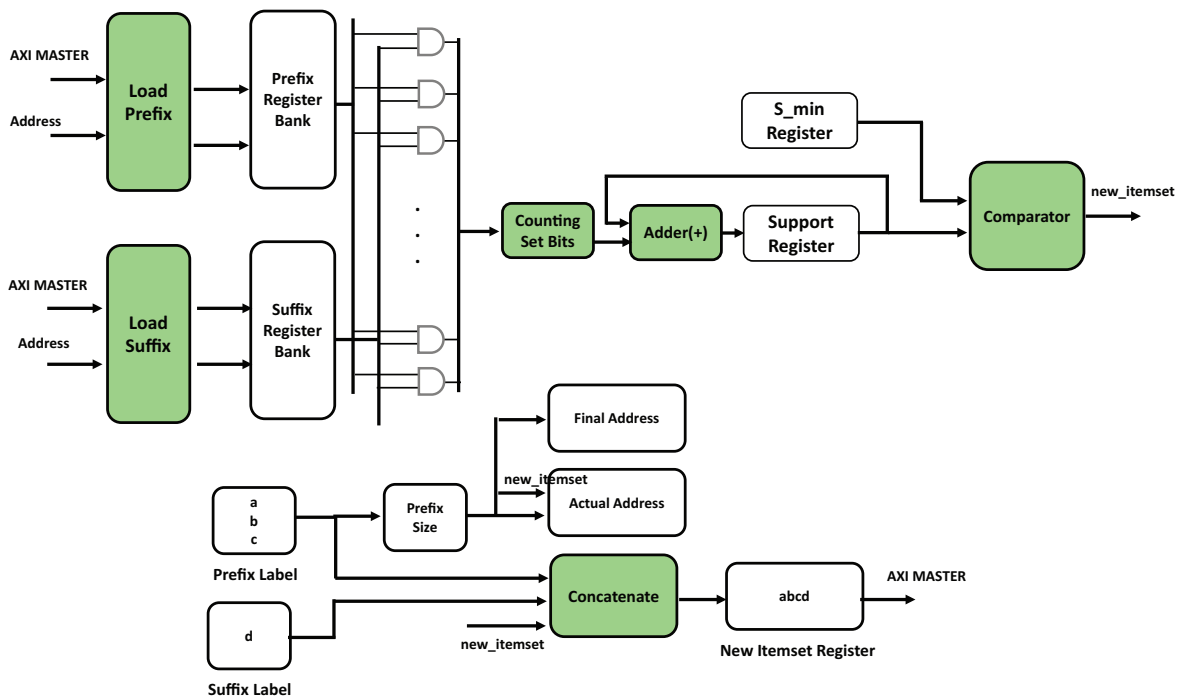 AXI MASTER
Address
Load
Prefix
Prefix
Register
Bank
S_min
Register
new_itemset
Comparator
Counting
Set Bits
Adder(+)
Support
Register
AXI MASTER
Address
Load
Suffix
Suffix
Register
Bank
Final Address
new_itemset
Actual Address
a
b
c
Prefix
Size
Prefix Label
Concatenate
abcd
AXI MASTER
d
new_itemset
New Itemset Register
Suffix Label